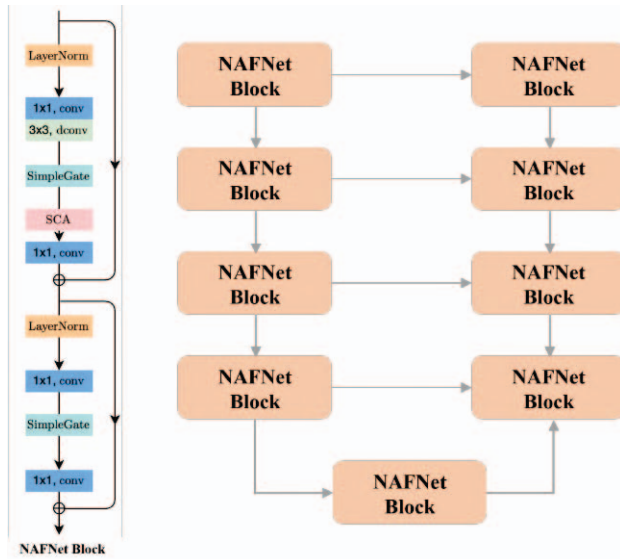 LayerNorm
1x1, conv
3x3, dconv
SimpleGate
SCA
1x1, conv
LayerNorm
1x1, conv
SimpleGate
1x1, conv
NAFNet Block
NAFNet
Block
NAFNet
Block
NAFNet
Block
NAFNet
Block
NAFNet
Block
NAFNet
Block
NAFNet
Block
NAFNet
Block
NAFNet
Block